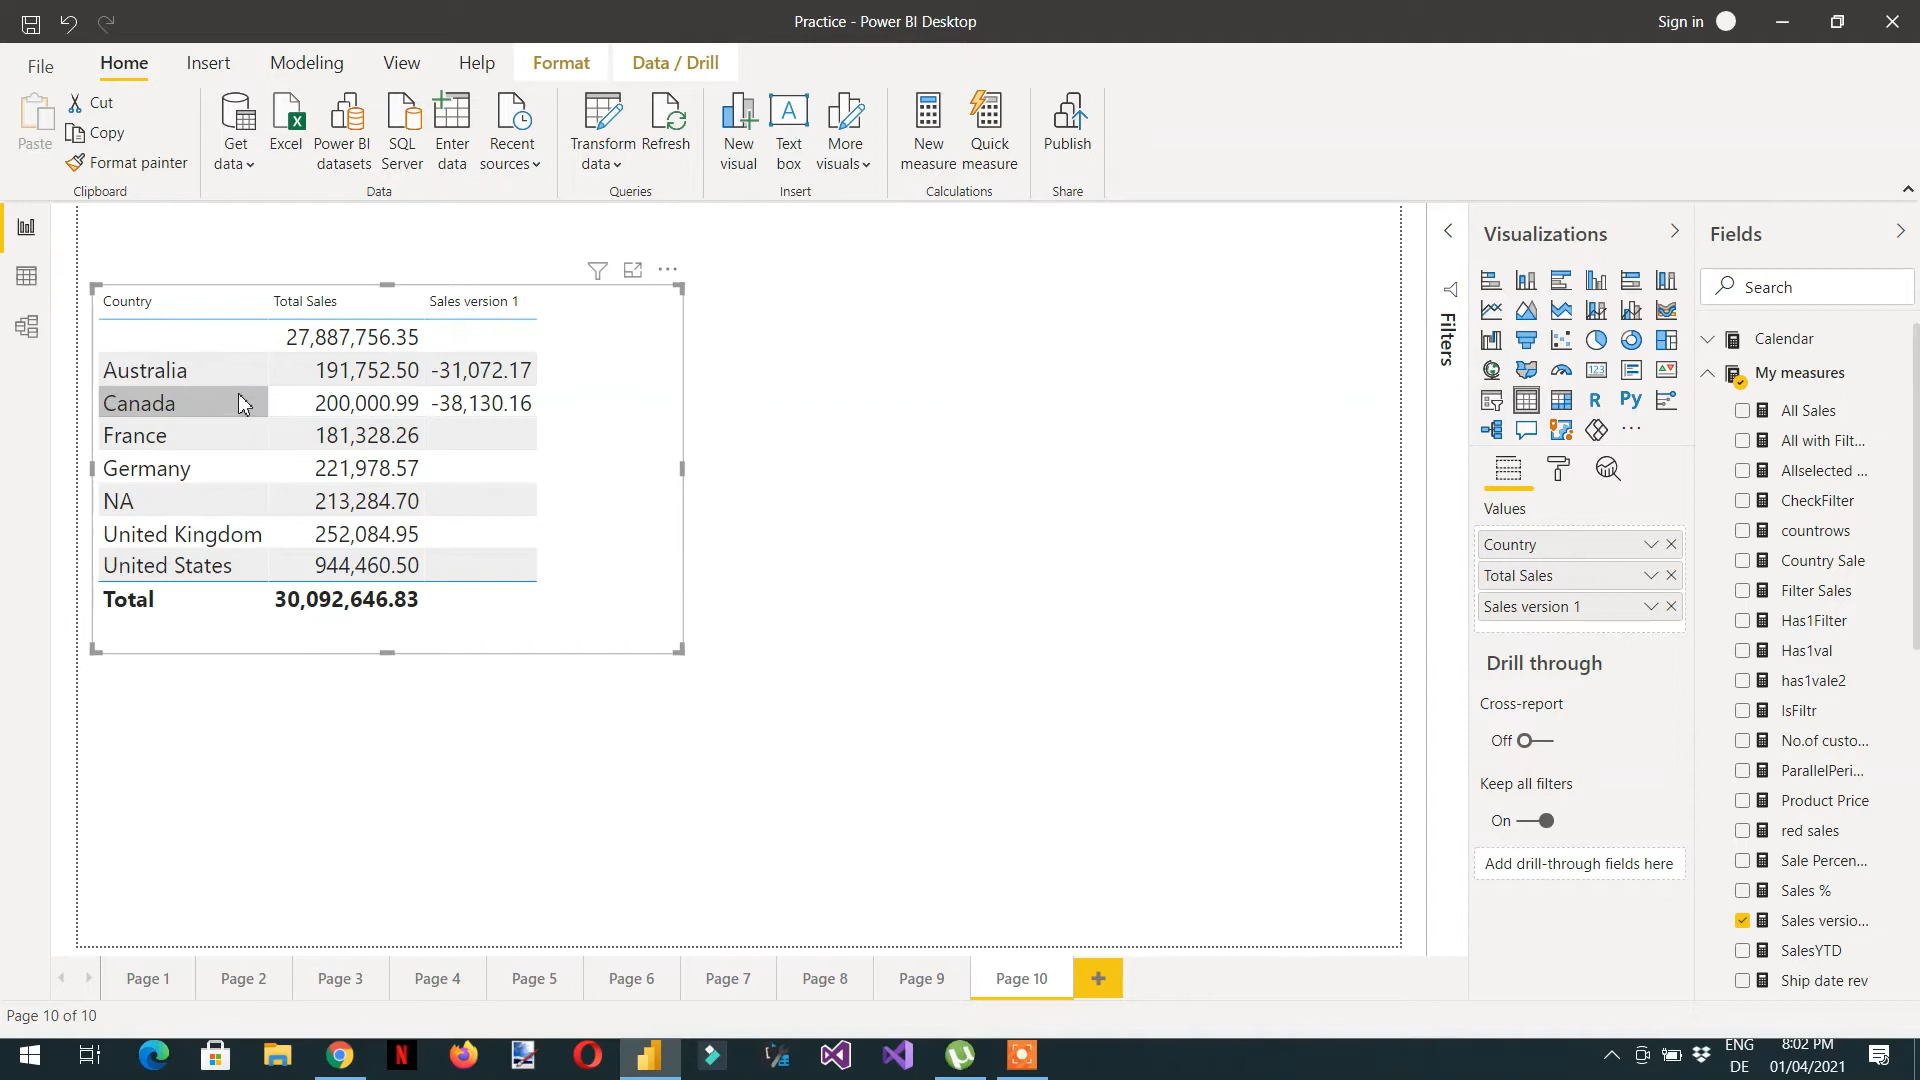 Practice - Power BI Desktop
Sign in
File Home Insert Modeling View Help Format Data / Drill
Paste
Cut
Copy
Format painter
Clipboard
Get data
Excel
Power BI datasets
SQL Server
Enter data
Recent sources
Data
Transform data
Refresh
Queries
New visual
Text box
More visuals
Insert
New measure
Quick measure
Calculations
Publish
Share
Country Total Sales Sales version 1
27,887,756.35
Australia 191,752.50 -31,072.17
Canada 200,000.99 -38,130.16
France 181,328.26
Germany 221,978.57
NA 213,284.70
United Kingdom 252,084.95
United States 944,460.50
Total 30,092,646.83
Filters
Visualizations
R
Py
123
Values
Country
Total Sales
Sales version 1
Drill through
Cross-report
Off
Keep all filters
On
Add drill-through fields here
Fields
Search
Calendar
My measures
All Sales
All with Filt...
Allselected ...
CheckFilter
countrows
Country Sale
Filter Sales
Has1Filter
Has1val
has1vale2
IsFiltr
No.of custo...
ParallelPeri...
Product Price
red sales
Sale Percen...
Sales %
Sales versio...
SalesYTD
Ship date rev
Page 1 Page 2 Page 3 Page 4 Page 5 Page 6 Page 7 Page 8 Page 9 Page 10
Page 10 of 10
ENG
DE
8:02 PM
01/04/2021